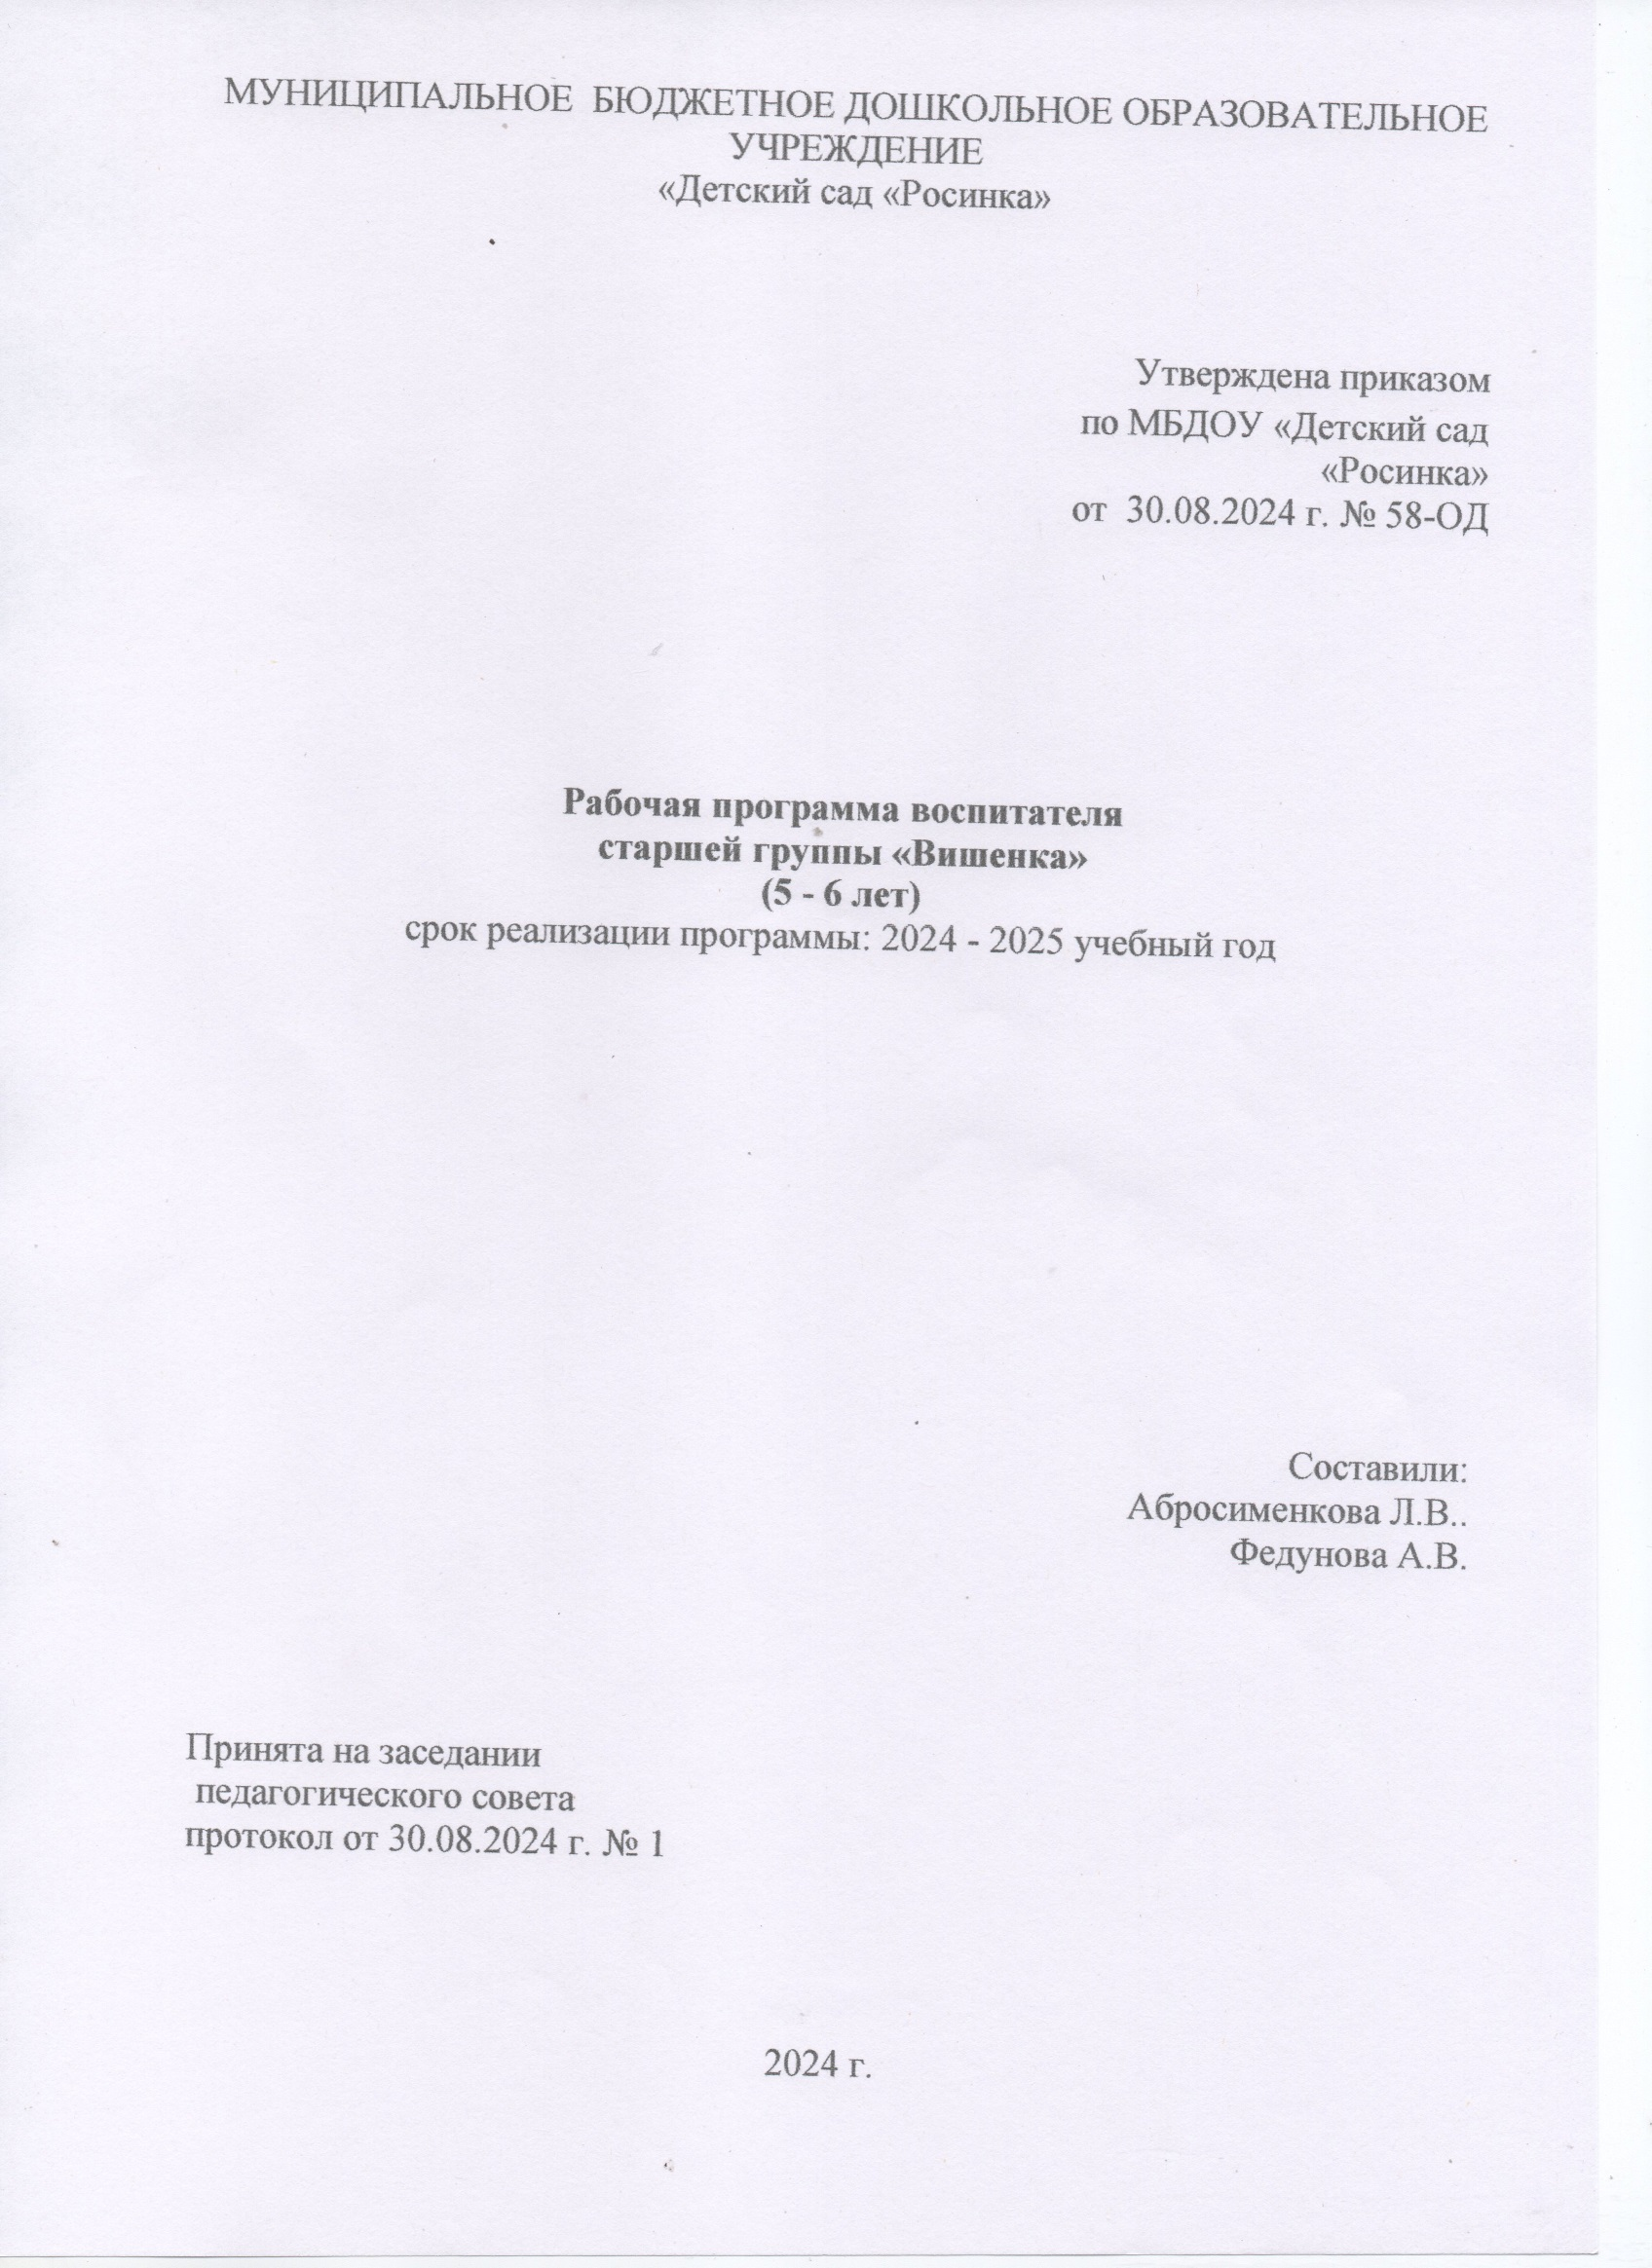 МУНИЦИПАЛЬНОЕ БЮДЖЕТНОЕ ДОШКОЛЬНОЕ ОБРАЗОВАТЕЛЬНОЕ
УЧРЕЖДЕНИЕ
«Детский сад «Росинка»
Утверждена приказом
по МБДОУ «Детский сад
«Росинка»
от 30.08.2024 г. № 58-ОД
Рабочая программа воспитателя
старшей группы «Вишенка»
(5 - 6 лет)
срок реализации программы: 2024 - 2025 учебный год
Составили:
Абросименкова Л.В..
Федунова А.В.
Принята на заседании
педагогического совета
протокол от 30.08.2024 г. № 1
2024 г.